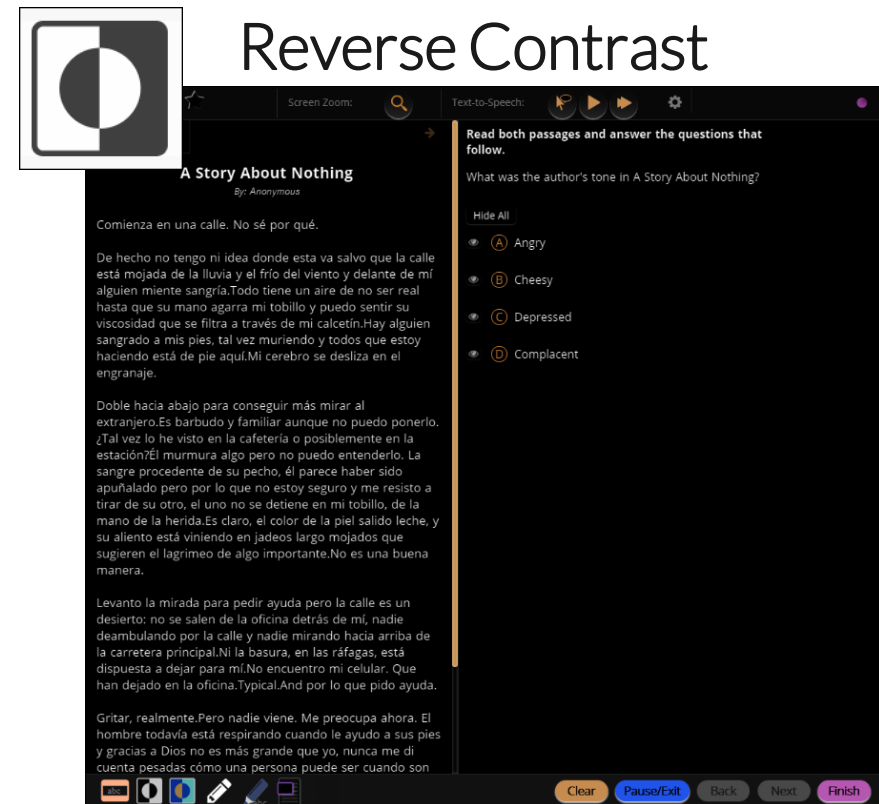 Reverse Contrast
Screen Zoom:
Text-to-Speech:
A Story About Nothing
By: Anonymous
Comienza en una calle. No sé por qué.
De hecho no tengo ni idea donde esta va salvo que la calle
está mojada de la lluvia y el frío del viento y delante de mí
alguien miente sangría.Todo tiene un aire de no ser real
hasta que su mano agarra mi tobillo y puedo sentir su
viscosidad que se filtra a través de mi calcetín.Hay alguien
sangrado a mis pies, tal vez muriendo y todos que estoy
haciendo está de pie aquí.Mi cerebro se desliza en el
engranaje.
Doble hacia abajo para conseguir más mirar al
extranjero.Es barbudo y familiar aunque no puedo ponerlo.
¿Tal vez lo he visto en la cafetería o posiblemente en la
estación?Él murmura algo pero no puedo entenderlo. La
sangre procedente de su pecho, él parece haber sido
apuñalado pero por lo que no estoy seguro y me resisto a
tirar de su otro, el uno no se detiene en mi tobillo, de la
mano de la herida.Es claro, el color de la piel salido leche, y
su aliento está viniendo en jadeos largo mojados que
sugieren el lagrimeo de algo importante.No es una buena
manera.
Levanto la mirada para pedir ayuda pero la calle es un
desierto: no se salen de la oficina detrás de mí, nadie
deambulando por la calle y nadie mirando hacia arriba de
la carretera principal.Ni la basura, en las ráfagas, está
dispuesta a dejar para mí.No encuentro mi celular. Que
han dejado en la oficina.Typical.And por lo que pido ayuda.
Gritar, realmente.Pero nadie viene. Me preocupa ahora. El
hombre todavía está respirando cuando le ayudo a sus pies
y gracias a Dios no es más grande que yo, nunca me di
cuenta pesadas cómo una persona puede ser cuando son
Read both passages and answer the questions that
follow.
What was the author's tone in A Story About Nothing?
Hide All
A Angry
B Cheesy
C Depressed
D Complacent
abc
abc
Clear
Pause/Exit
Back
Next
Finish